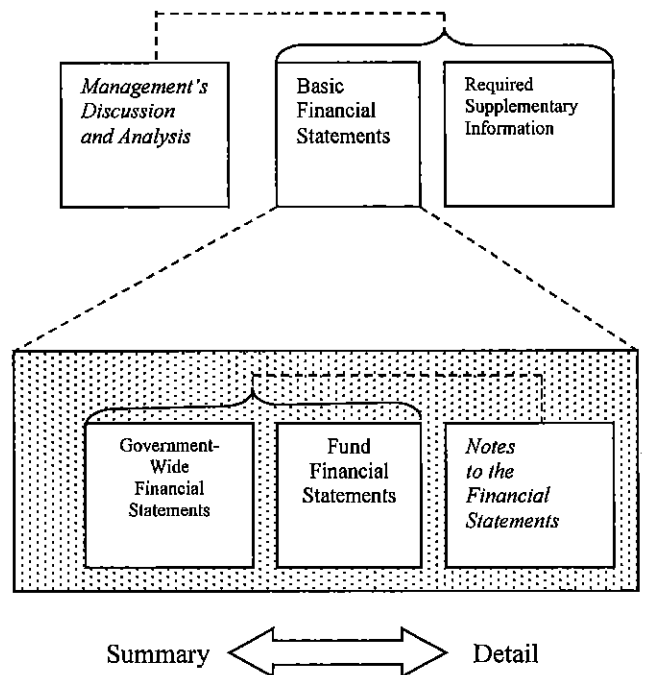 Management's
Discussion
and Analysis
Basic
Financial
Statements
Required
Supplementary
Information
Government-
Wide
Financial
Statements
Fund
Financial
Statements
Notes
to the
Financial
Statements
Summary
Detail